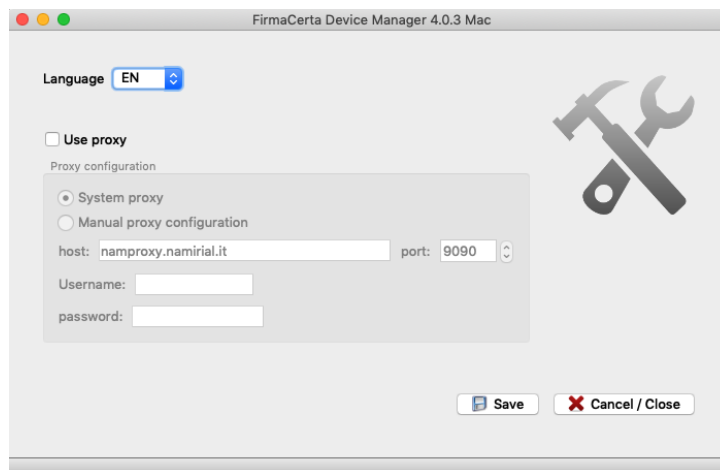 FirmaCerta Device Manager 4.0.3 Mac
Language EN
Use proxy
Proxy configuration
System proxy
Manual proxy configuration
host: namproxy.namirial.it port: 9090
Username:
password:
Save Cancel / Close